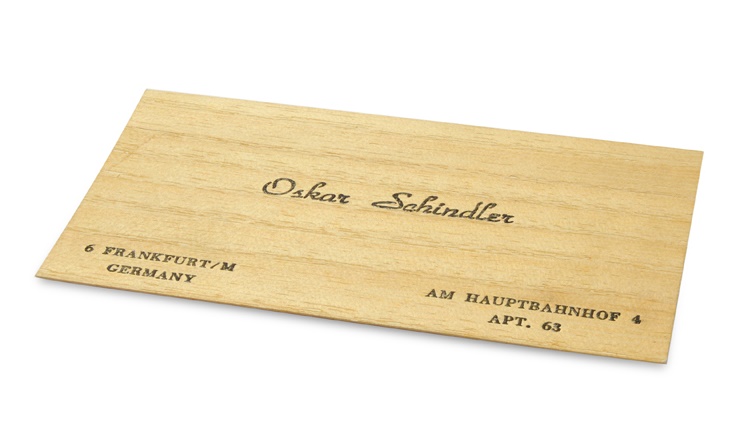 Oskar Schindler
6 FRANKFURT/M
GERMANY
AM HAUPTBAHNHOF 4
APT. 63